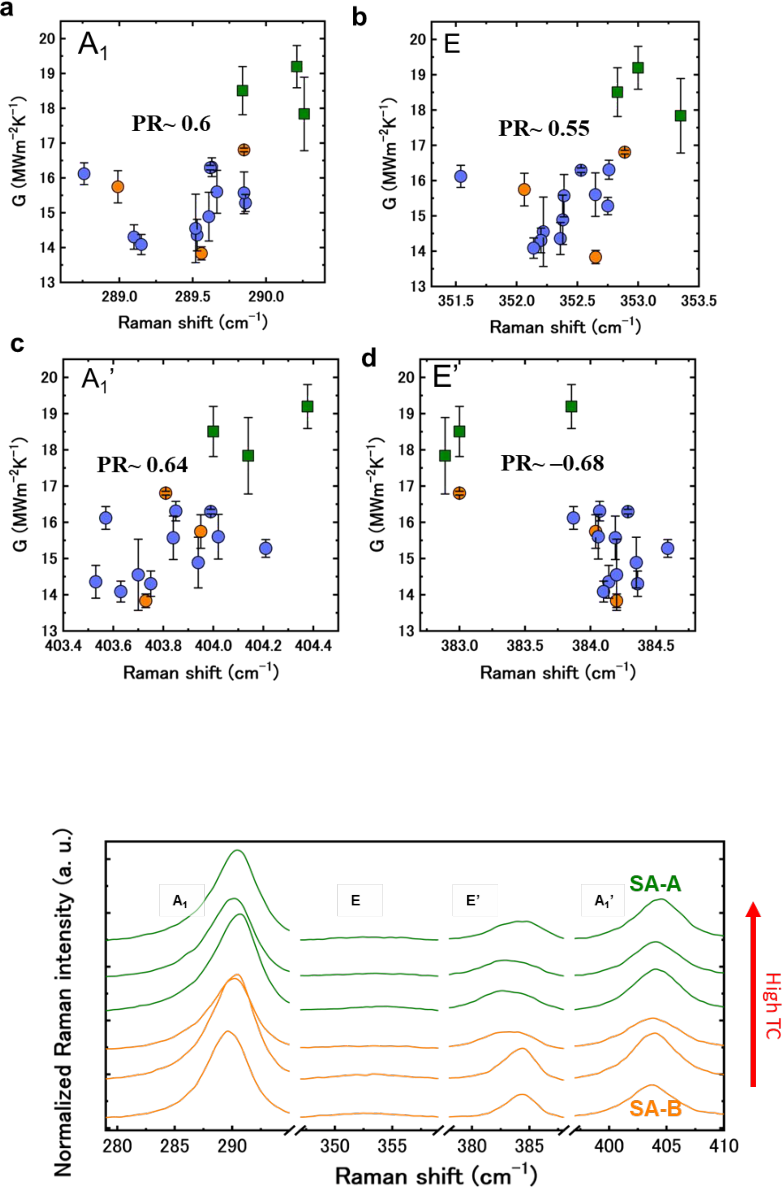 a
A₁
PR~ 0.6
G (MWm⁻²K⁻¹)
20
19
18
17
16
15
14
13
289.0
289.5
290.0
Raman shift (cm⁻¹)
b
E
PR~ 0.55
G (MWm⁻²K⁻¹)
20
19
18
17
16
15
14
13
351.5
352.0
352.5
353.0
353.5
Raman shift (cm⁻¹)
c
A₁’
PR~ 0.64
G (MWm⁻²K⁻¹)
20
19
18
17
16
15
14
13
403.4
403.6
403.8
404.0
404.2
404.4
Raman shift (cm⁻¹)
d
E’
PR~ −0.68
G (MWm⁻²K⁻¹)
20
19
18
17
16
15
14
13
383.0
383.5
384.0
384.5
Raman shift (cm⁻¹)
Normalized Raman intensity (a. u.)
A₁
E
E’
A₁’
SA-A
SA-B
High TC
280
285
290
350
355
380
385
400
405
410
Raman shift (cm⁻¹)